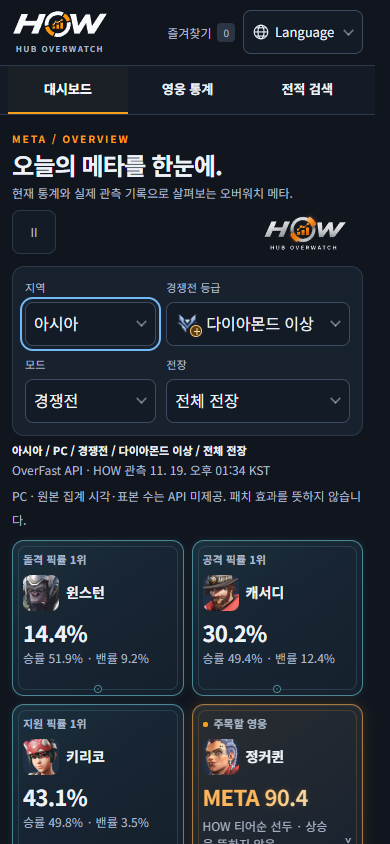 HOW
HUB OVERWATCH
즐겨찾기 0
Language
대시보드
영웅 통계
전적 검색
META / OVERVIEW
오늘의 메타를 한눈에.
현재 통계와 실제 관측 기록으로 살펴보는 오버워치 메타.
HOW
HUB OVERWATCH
지역
경쟁전 등급
아시아
다이아몬드 이상
모드
전장
경쟁전
전체 전장
아시아 / PC / 경쟁전 / 다이아몬드 이상 / 전체 전장
OverFast API · HOW 관측 11. 19. 오후 01:34 KST
PC · 원본 집계 시각·표본 수는 API 미제공. 패치 효과를 뜻하지 않습니
다.
돌격 픽률 1위
윈스턴
14.4%
승률 51.9% · 밴률 9.2%
공격 픽률 1위
캐서디
30.2%
승률 49.4% · 밴률 12.4%
지원 픽률 1위
키리코
43.1%
승률 49.8% · 밴률 3.5%
주목할 영웅
정커퀸
META 90.4
HOW 티어순 선두 · 상승